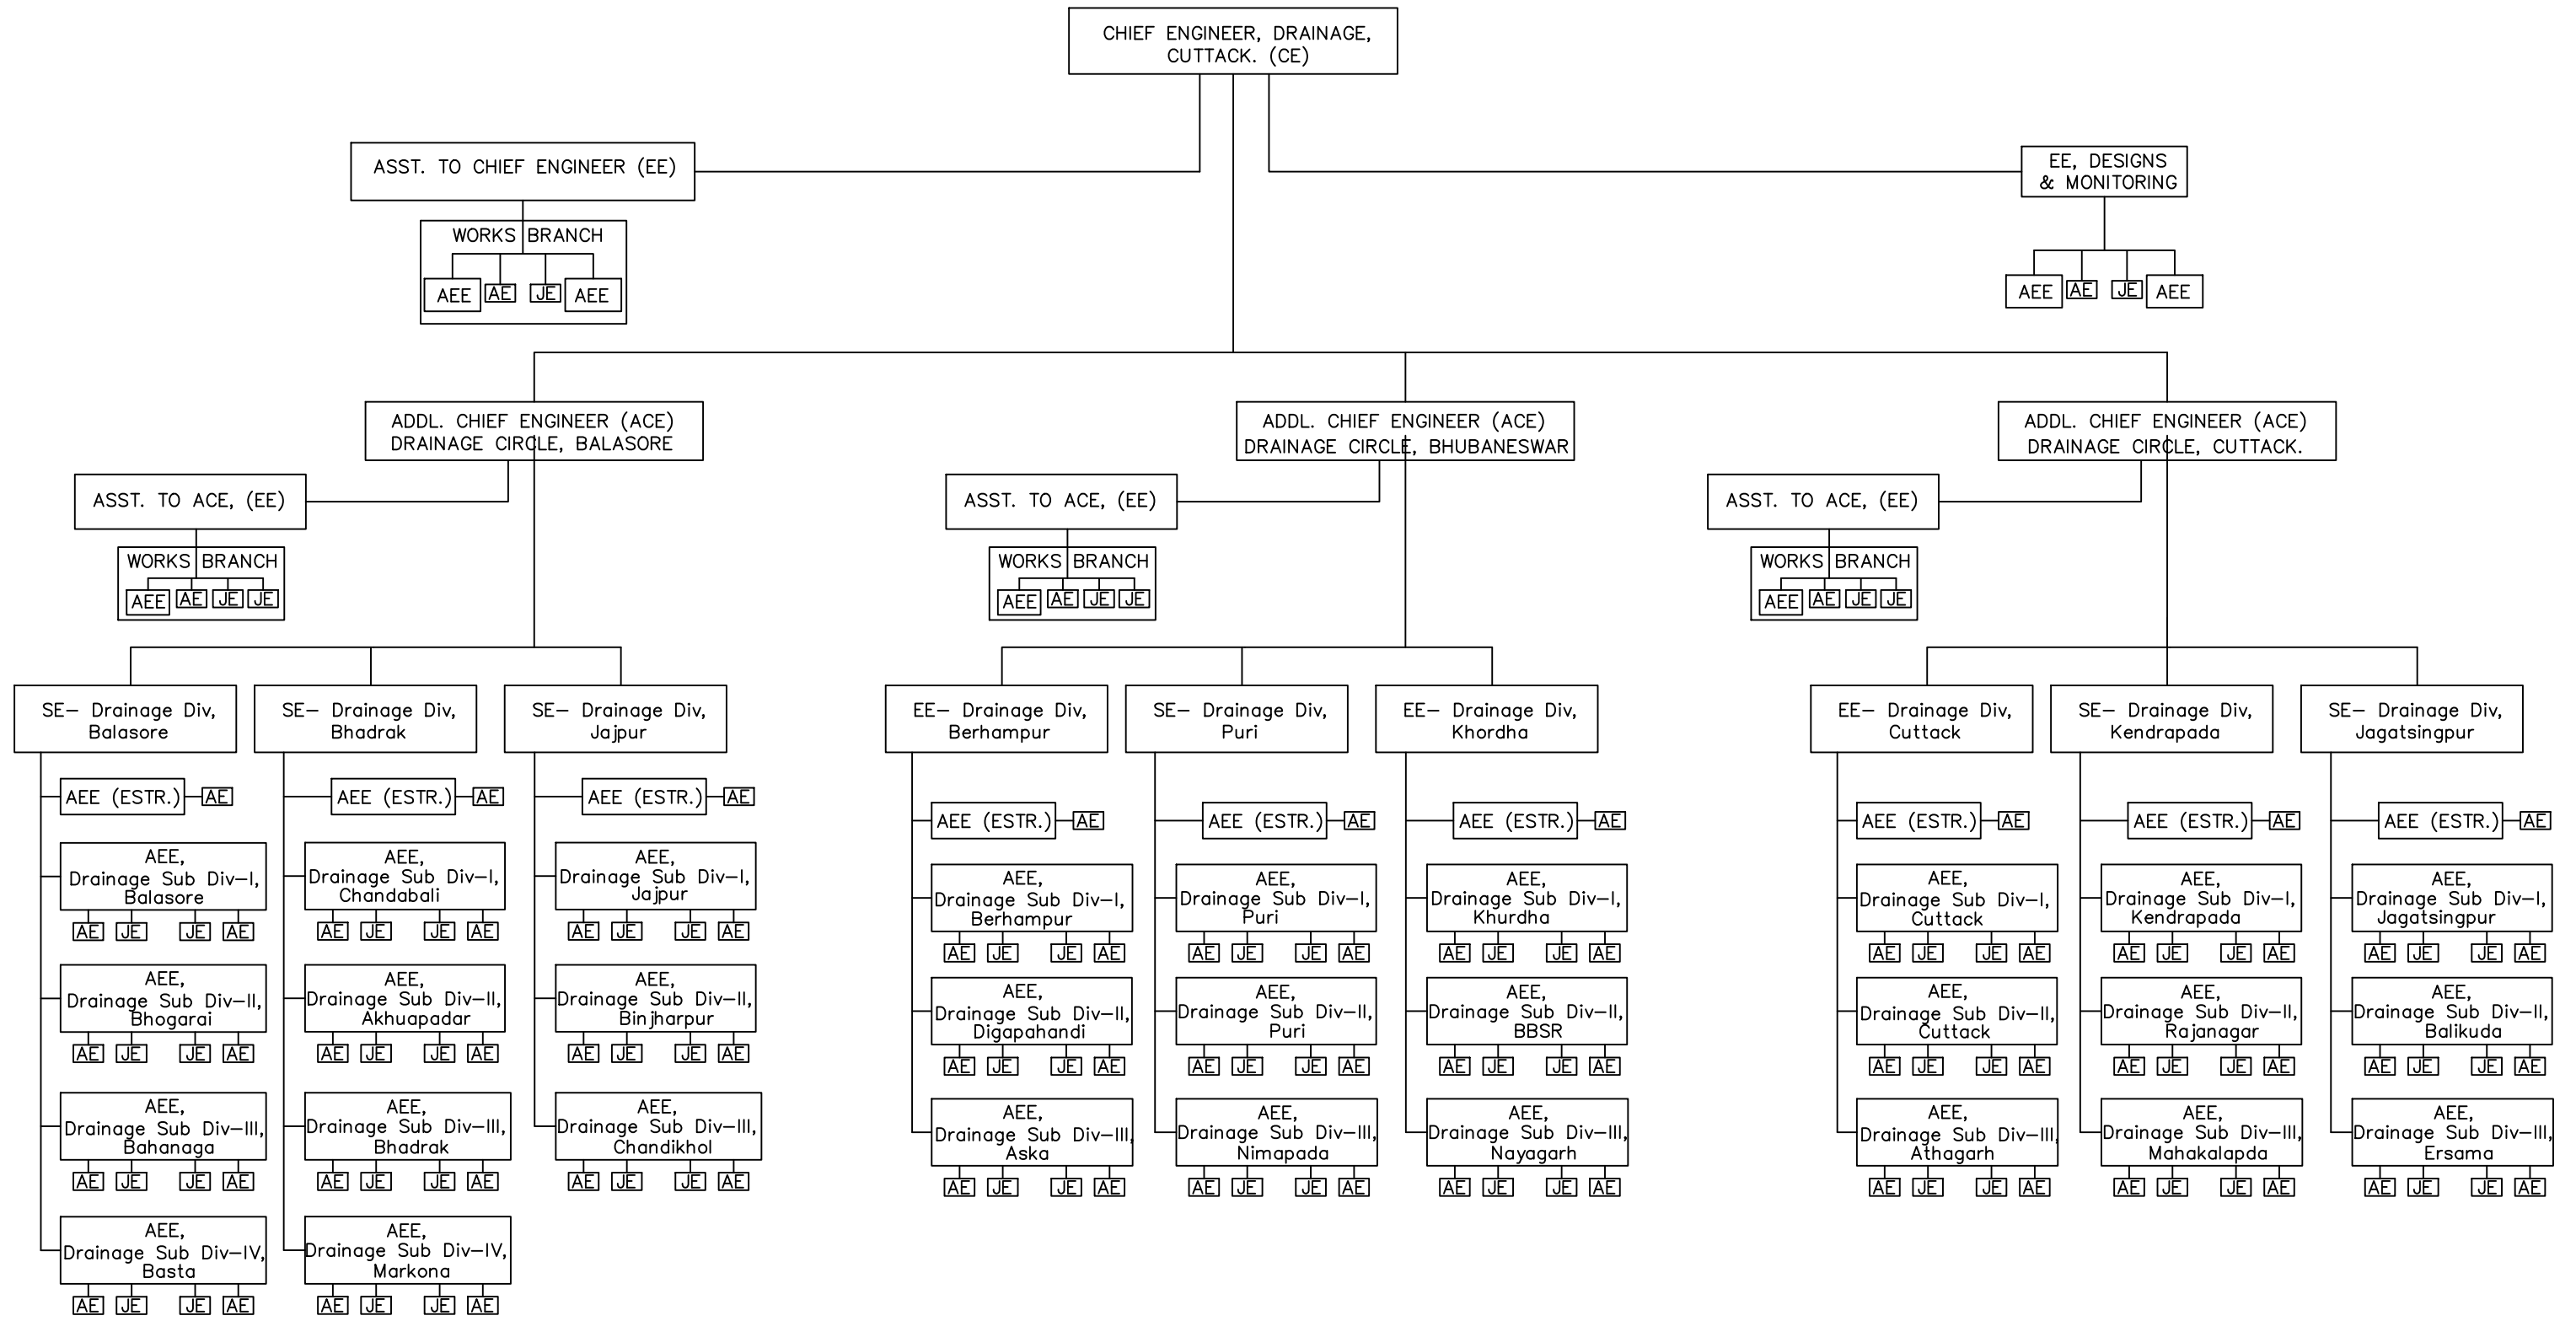 CHIEF ENGINEER, DRAINAGE,
CUTTACK. (CE)
ASST. TO CHIEF ENGINEER (EE)
WORKS BRANCH
AEE
AE
JE
AEE
EE, DESIGNS
& MONITORING
AEE
AE
JE
AEE
ADDL. CHIEF ENGINEER (ACE)
DRAINAGE CIRCLE, BALASORE
ASST. TO ACE, (EE)
WORKS BRANCH
AEE
AE
JE
JE
SE- Drainage Div,
Balasore
AEE (ESTR.)
AE
AEE,
Drainage Sub Div-I,
Balasore
AE
JE
JE
AE
AEE,
Drainage Sub Div-II,
Bhogarai
AE
JE
JE
AE
AEE,
Drainage Sub Div-III,
Bahanaga
AE
JE
JE
AE
AEE,
Drainage Sub Div-IV,
Basta
AE
JE
JE
AE
SE- Drainage Div,
Bhadrak
AEE (ESTR.)
AE
AEE,
Drainage Sub Div-I,
Chandabali
AE
JE
JE
AE
AEE,
Drainage Sub Div-II,
Akhuapadar
AE
JE
JE
AE
AEE,
Drainage Sub Div-III,
Bhadrak
AE
JE
JE
AE
AEE,
Drainage Sub Div-IV,
Markona
AE
JE
JE
AE
SE- Drainage Div,
Jajpur
AEE (ESTR.)
AE
AEE,
Drainage Sub Div-I,
Jajpur
AE
JE
JE
AE
AEE,
Drainage Sub Div-II,
Binjharpur
AE
JE
JE
AE
AEE,
Drainage Sub Div-III,
Chandikhol
AE
JE
JE
AE
ADDL. CHIEF ENGINEER (ACE)
DRAINAGE CIRCLE, BHUBANESWAR
ASST. TO ACE, (EE)
WORKS BRANCH
AEE
AE
JE
JE
EE- Drainage Div,
Berhampur
AEE (ESTR.)
AE
AEE,
Drainage Sub Div-I,
Berhampur
AE
JE
JE
AE
AEE,
Drainage Sub Div-II,
Digapahandi
AE
JE
JE
AE
AEE,
Drainage Sub Div-III,
Aska
AE
JE
JE
AE
SE- Drainage Div,
Puri
AEE (ESTR.)
AE
AEE,
Drainage Sub Div-I,
Puri
AE
JE
JE
AE
AEE,
Drainage Sub Div-II,
Puri
AE
JE
JE
AE
AEE,
Drainage Sub Div-III,
Nimapada
AE
JE
JE
AE
EE- Drainage Div,
Khordha
AEE (ESTR.)
AE
AEE,
Drainage Sub Div-I,
Khurdha
AE
JE
JE
AE
AEE,
Drainage Sub Div-II,
BBSR
AE
JE
JE
AE
AEE,
Drainage Sub Div-III,
Nayagarh
AE
JE
JE
AE
ADDL. CHIEF ENGINEER (ACE)
DRAINAGE CIRCLE, CUTTACK.
ASST. TO ACE, (EE)
WORKS BRANCH
AEE
AE
JE
JE
EE- Drainage Div,
Cuttack
AEE (ESTR.)
AE
AEE,
Drainage Sub Div-I,
Cuttack
AE
JE
JE
AE
AEE,
Drainage Sub Div-II,
Cuttack
AE
JE
JE
AE
AEE,
Drainage Sub Div-III,
Athagarh
AE
JE
JE
AE
SE- Drainage Div,
Kendrapada
AEE (ESTR.)
AE
AEE,
Drainage Sub Div-I,
Kendrapada
AE
JE
JE
AE
AEE,
Drainage Sub Div-II,
Rajanagar
AE
JE
JE
AE
AEE,
Drainage Sub Div-III,
Mahakalapda
AE
JE
JE
AE
SE- Drainage Div,
Jagatsingpur
AEE (ESTR.)
AE
AEE,
Drainage Sub Div-I,
Jagatsingpur
AE
JE
JE
AE
AEE,
Drainage Sub Div-II,
Balikuda
AE
JE
JE
AE
AEE,
Drainage Sub Div-III,
Ersama
AE
JE
JE
AE